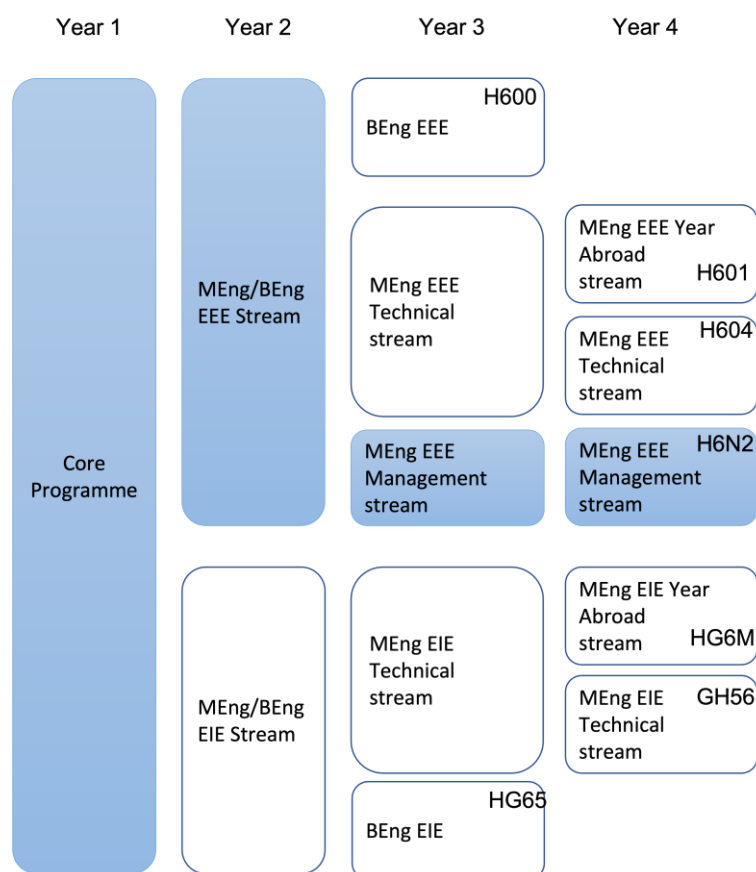 Year 1
Year 2
Year 3
Year 4
Core
Programme
MEng/BEng
EEE Stream
MEng/BEng
EIE Stream
H600
BEng EEE
MEng EEE
Technical
stream
MEng EEE
Management
stream
MEng EIE
Technical
stream
HG65
BEng EIE
MEng EEE Year
Abroad
stream
H601
H604
MEng EEE
Technical
stream
H6N2
MEng EEE
Management
stream
MEng EIE Year
Abroad
stream
HG6M
GH56
MEng EIE
Technical
stream